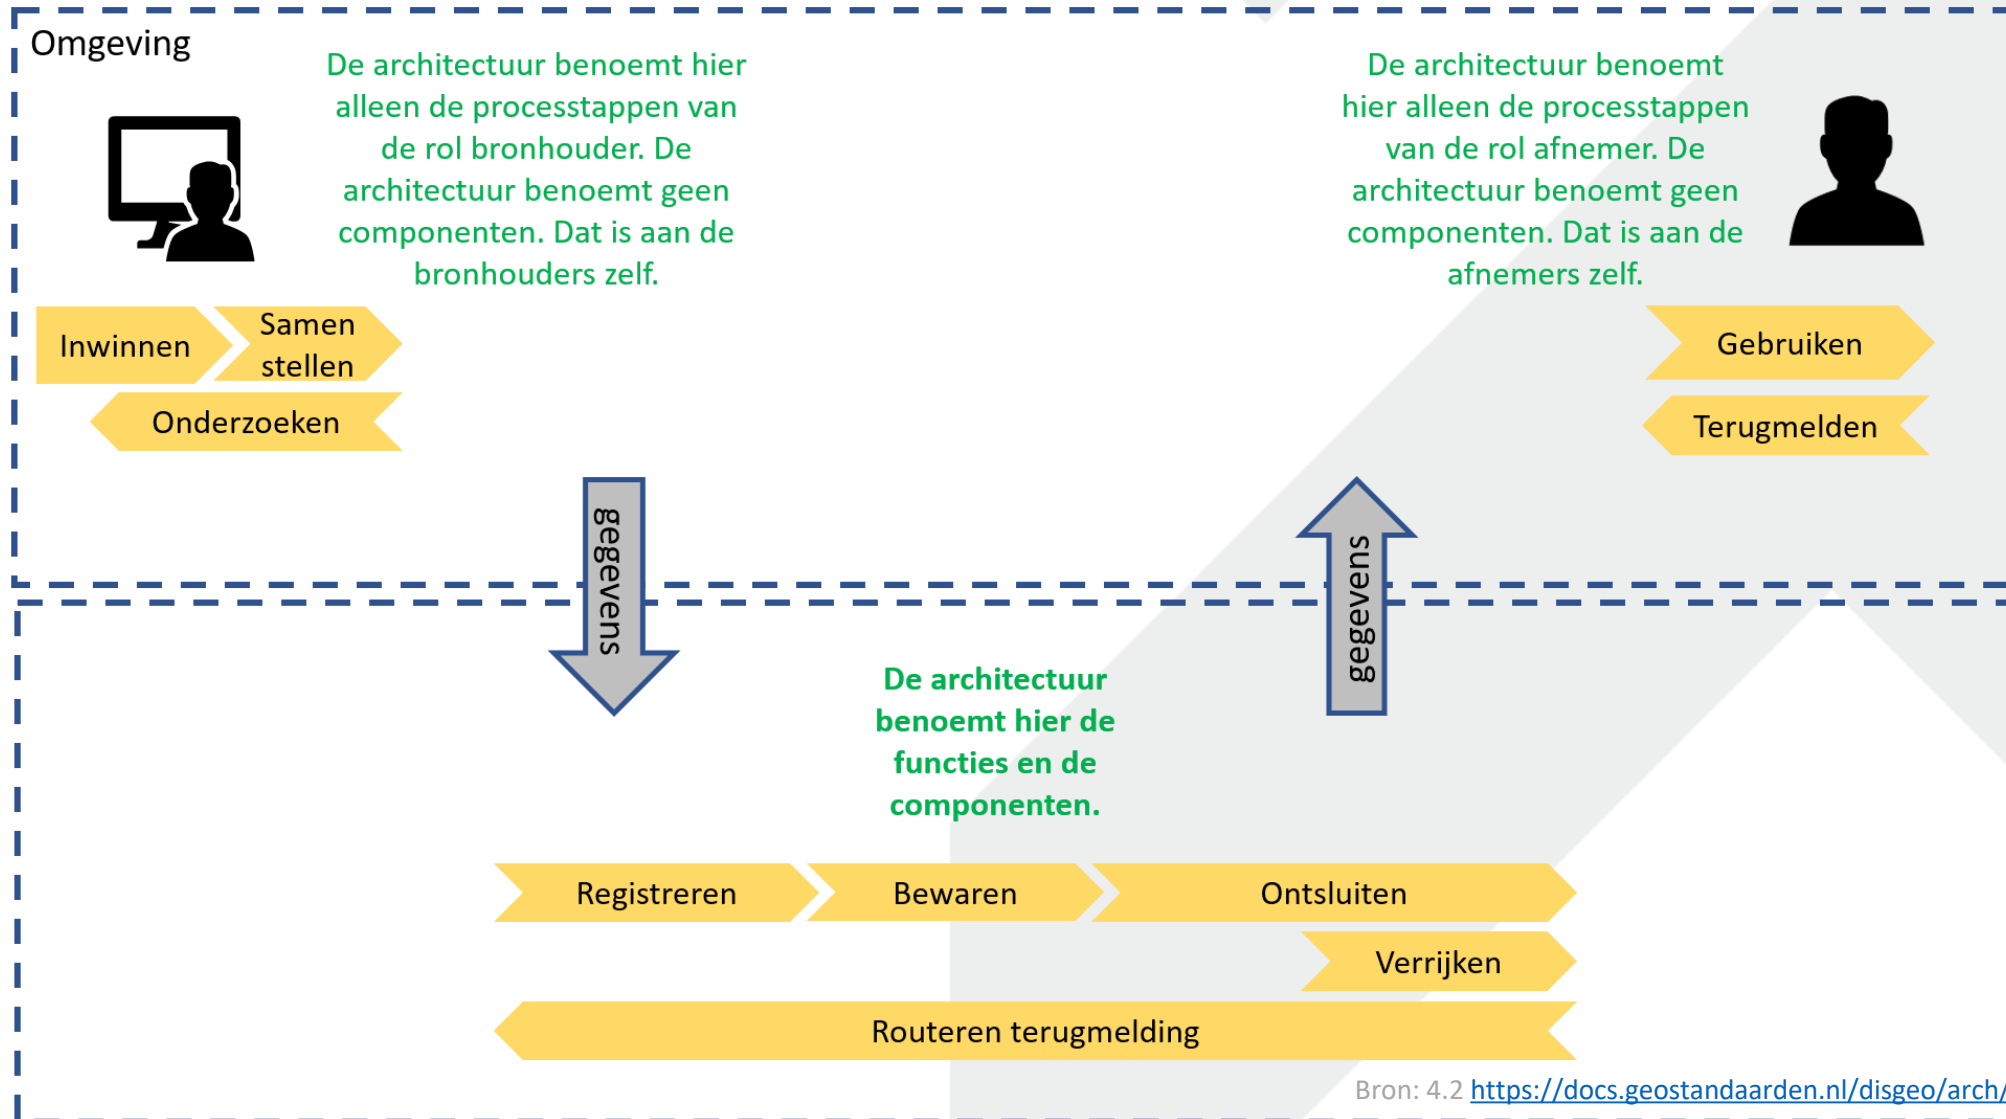 Omgeving
De architectuur benoemt hier
alleen de processtappen van
de rol bronhouder. De
architectuur benoemt geen
componenten. Dat is aan de
bronhouders zelf.
De architectuur benoemt
hier alleen de processtappen
van de rol afnemer. De
architectuur benoemt geen
componenten. Dat is aan de
afnemers zelf.
Inwinnen
Samen
stellen
Onderzoeken
Gebruiken
Terugmelden
gegevens
gegevens
De architectuur
benoemt hier de
functies en de
componenten.
Registreren
Bewaren
Ontsluiten
Verrijken
Routeren terugmelding
Bron: 4.2 https://docs.geostandaarden.nl/disgeo/arch/